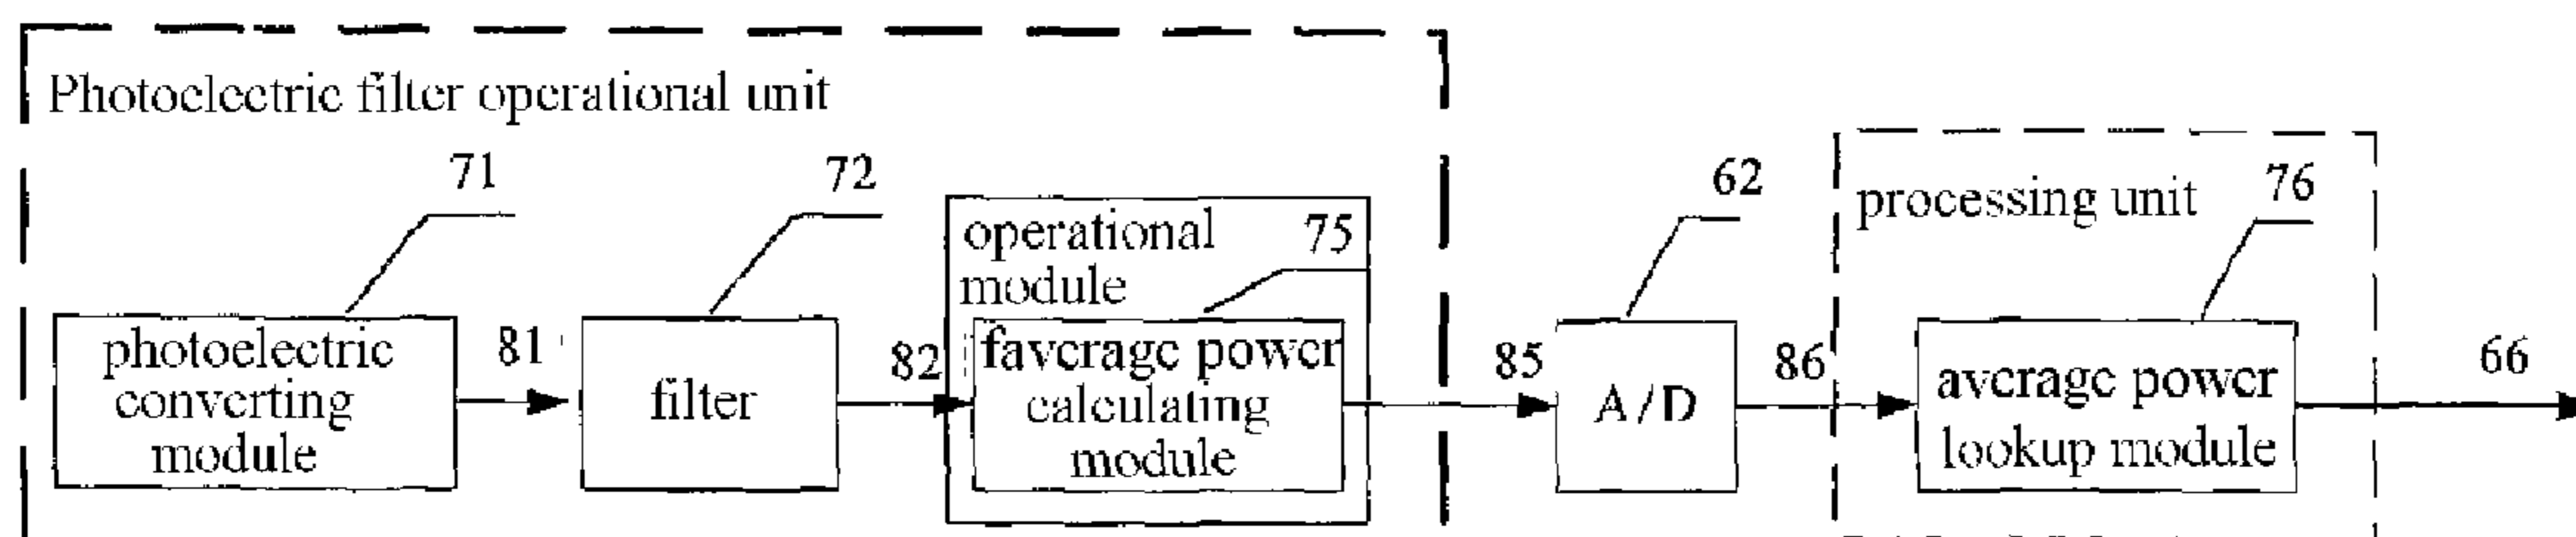 Photoelectric filter operational unit
71
72
62
76
processing unit
operational
module
75
photoelectric
converting
module
81
filter
82
faverage power
calculating
module
85
A/D
86
average power
lookup module
66